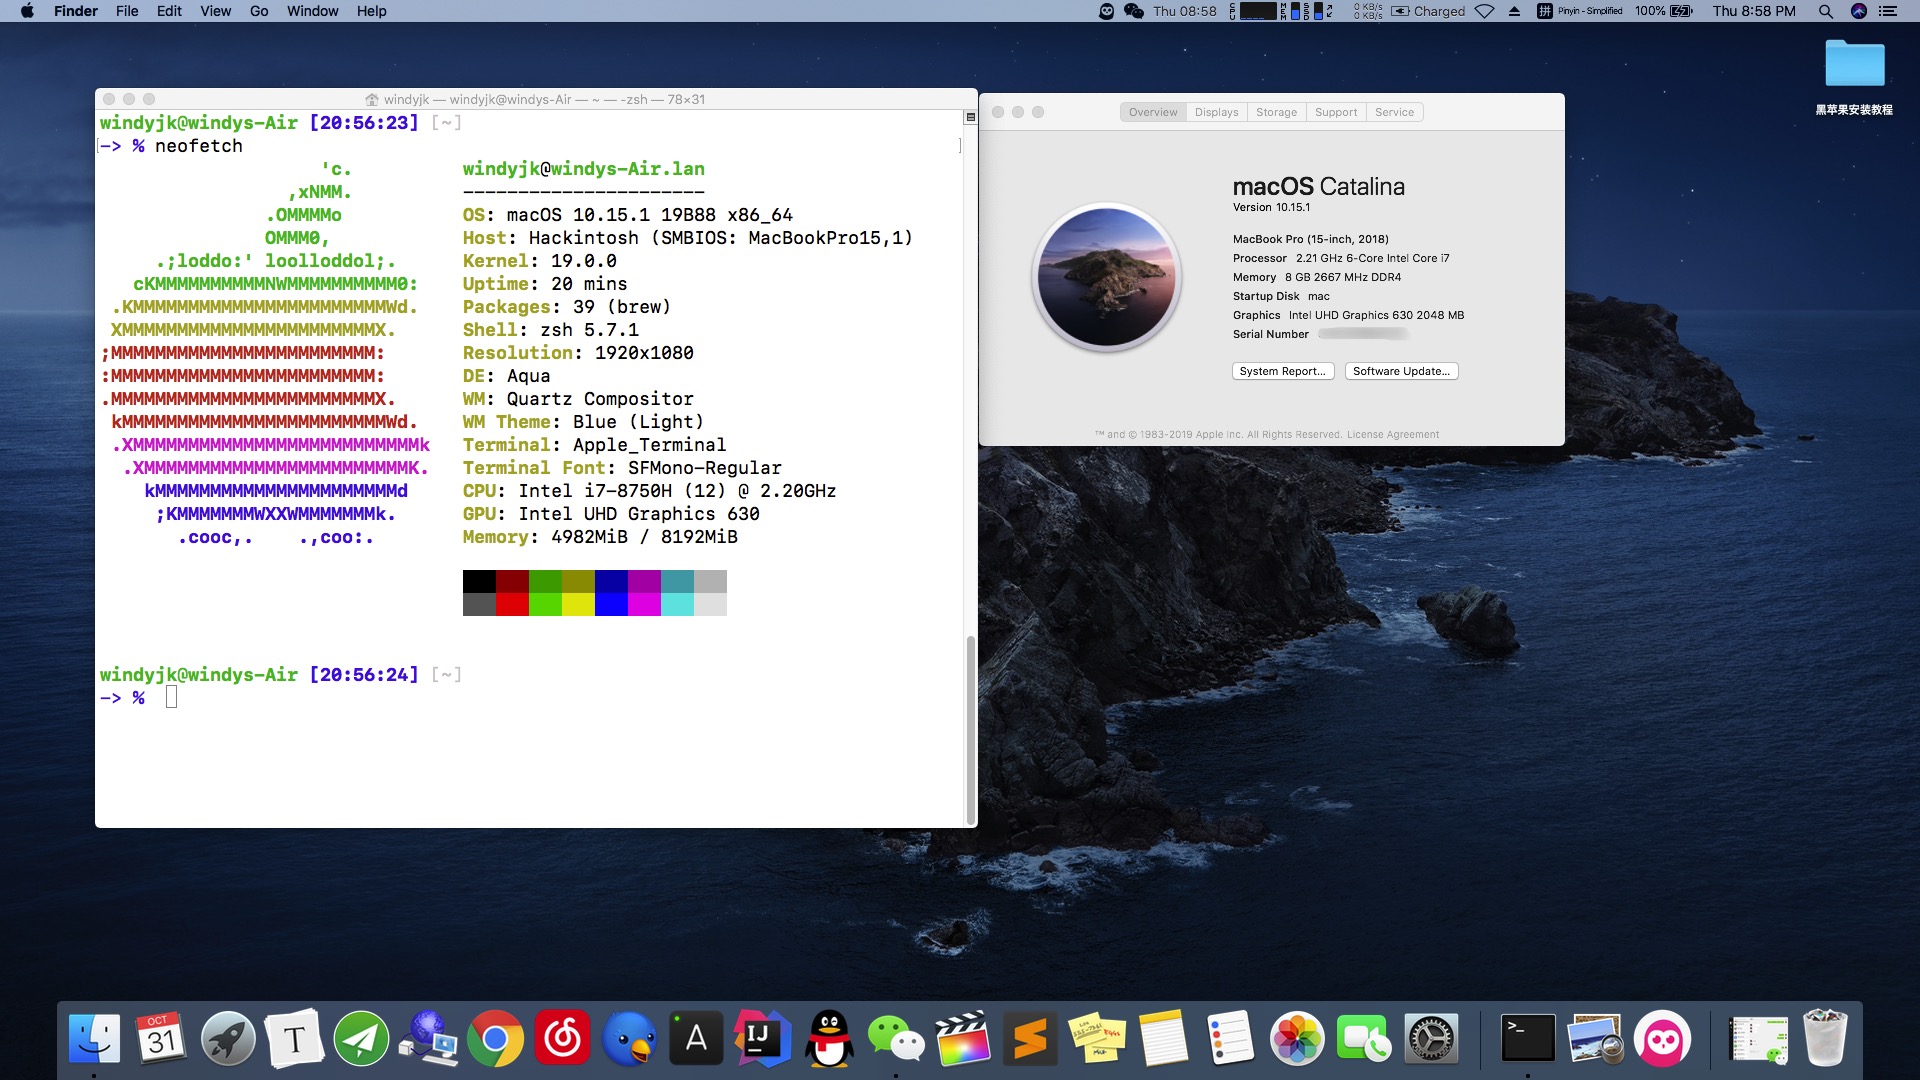 Finder File Edit View Go Window Help
Thu 08:58 CPU MEM SSD 0 KB/s 0 KB/s Charged 拼 Pinyin - Simplified 100% Thu 8:58 PM
黑苹果安装教程
windyjk — windyjk@windys-Air — ~ — -zsh — 78×31
windyjk@windys-Air [20:56:23] [~]
[-> % neofetch ]
'c. windyjk@windys-Air.lan
,xNMM. ----------------------
.OMMMMo OS: macOS 10.15.1 19B88 x86_64
OMMM0, Host: Hackintosh (SMBIOS: MacBookPro15,1)
.;loddo:' loolloddol;. Kernel: 19.0.0
cKMMMMMMMMMMNWMMMMMMMMMM0: Uptime: 20 mins
.KMMMMMMMMMMMMMMMMMMMMMMMWd. Packages: 39 (brew)
XMMMMMMMMMMMMMMMMMMMMMMMX. Shell: zsh 5.7.1
;MMMMMMMMMMMMMMMMMMMMMMMM: Resolution: 1920x1080
:MMMMMMMMMMMMMMMMMMMMMMMM: DE: Aqua
.MMMMMMMMMMMMMMMMMMMMMMMMX. WM: Quartz Compositor
kMMMMMMMMMMMMMMMMMMMMMMMMWd. WM Theme: Blue (Light)
.XMMMMMMMMMMMMMMMMMMMMMMMMMMk Terminal: Apple_Terminal
.XMMMMMMMMMMMMMMMMMMMMMMMMK. Terminal Font: SFMono-Regular
kMMMMMMMMMMMMMMMMMMMMMMd CPU: Intel i7-8750H (12) @ 2.20GHz
;KMMMMMMMWXXWMMMMMMMk. GPU: Intel UHD Graphics 630
.cooc,. .,coo:. Memory: 4982MiB / 8192MiB
windyjk@windys-Air [20:56:24] [~]
-> %
Overview Displays Storage Support Service
macOS Catalina
Version 10.15.1
MacBook Pro (15-inch, 2018)
Processor 2.21 GHz 6-Core Intel Core i7
Memory 8 GB 2667 MHz DDR4
Startup Disk mac
Graphics Intel UHD Graphics 630 2048 MB
Serial Number
System Report... Software Update...
™ and © 1983-2019 Apple Inc. All Rights Reserved. License Agreement
OCT
31
T
A
IJ
>_